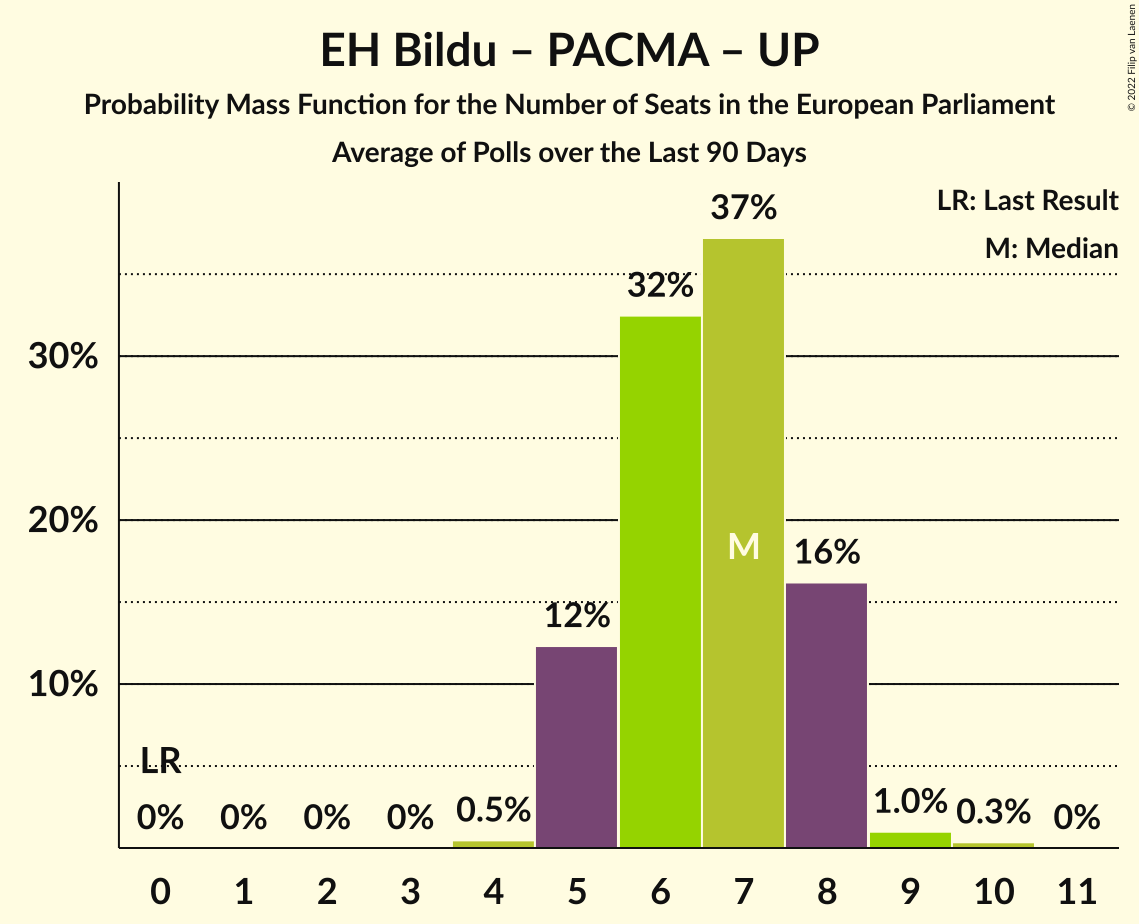 EH Bildu – PACMA – UP
Probability Mass Function for the Number of Seats in the European Parliament
Average of Polls over the Last 90 Days
© 2022 Filip van Laenen
LR: Last Result
M: Median
30%
20%
10%
LR
0%
0%
0%
0%
0.5%
12%
32%
37%
M
16%
1.0%
0.3%
0%
0 1 2 3 4 5 6 7 8 9 10 11